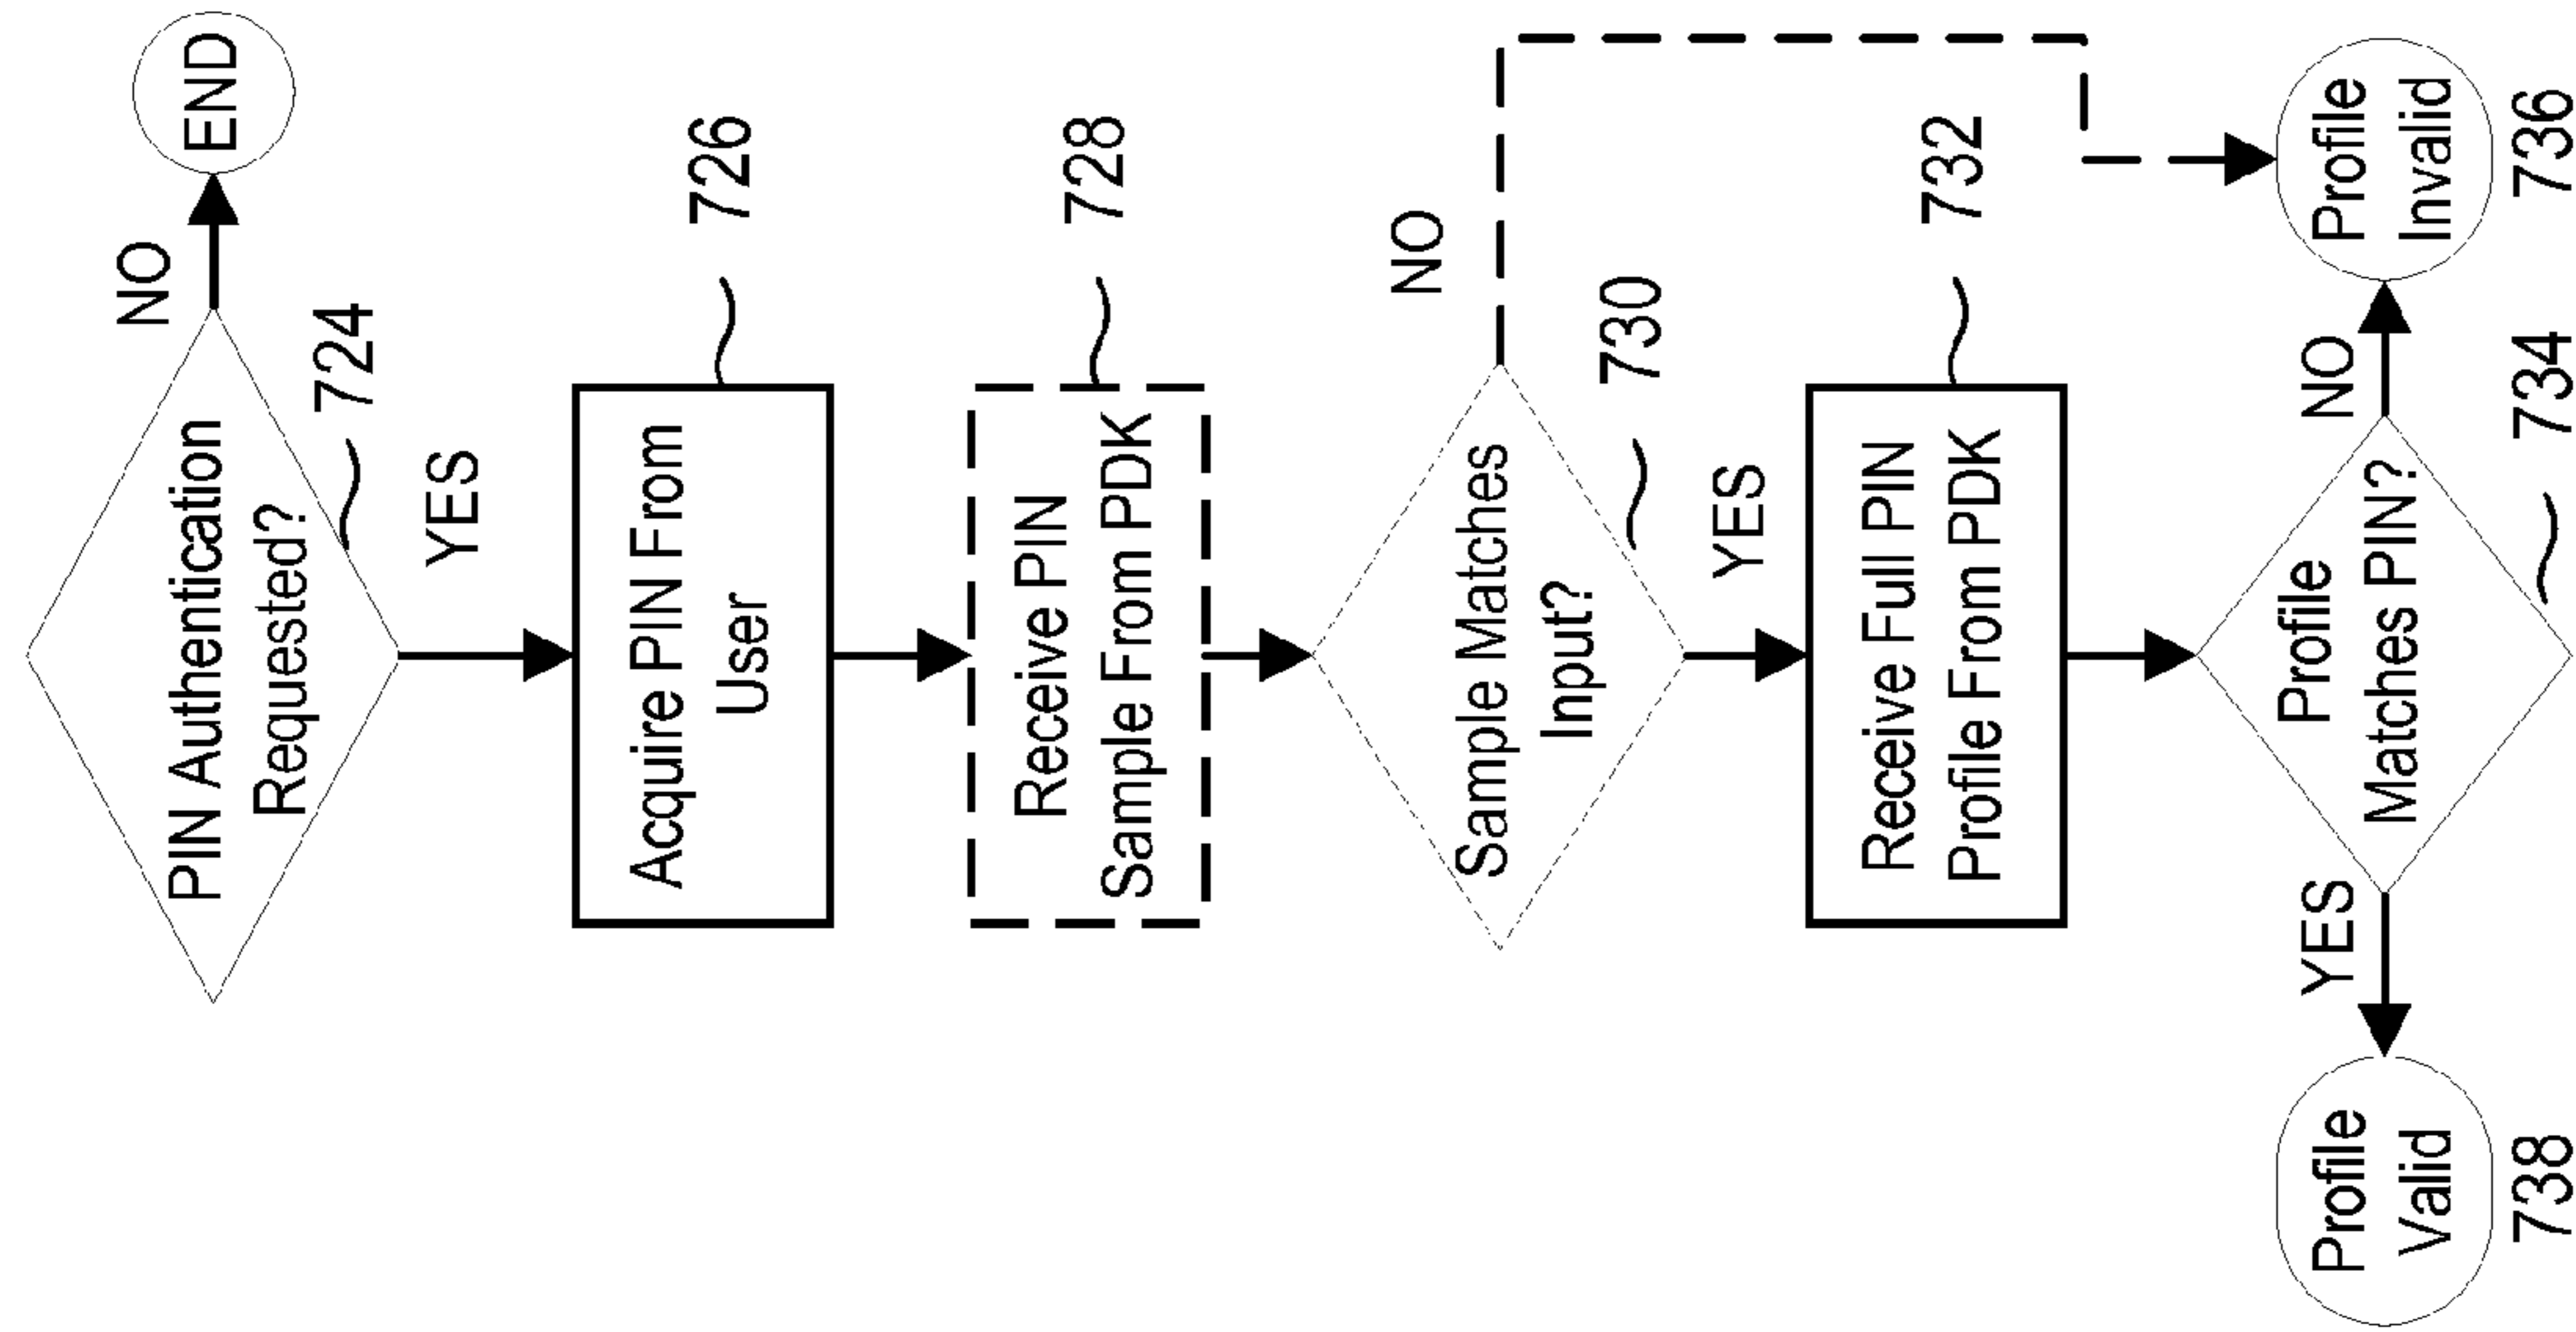 PIN Authentication
Requested?
NO
END
724
YES
Acquire PIN From
User
726
Receive PIN
Sample From PDK
728
Sample Matches
Input?
NO
730
YES
Receive Full PIN
Profile From PDK
732
Profile
Matches PIN?
734
YES
NO
Profile
Valid
738
Profile
Invalid
736